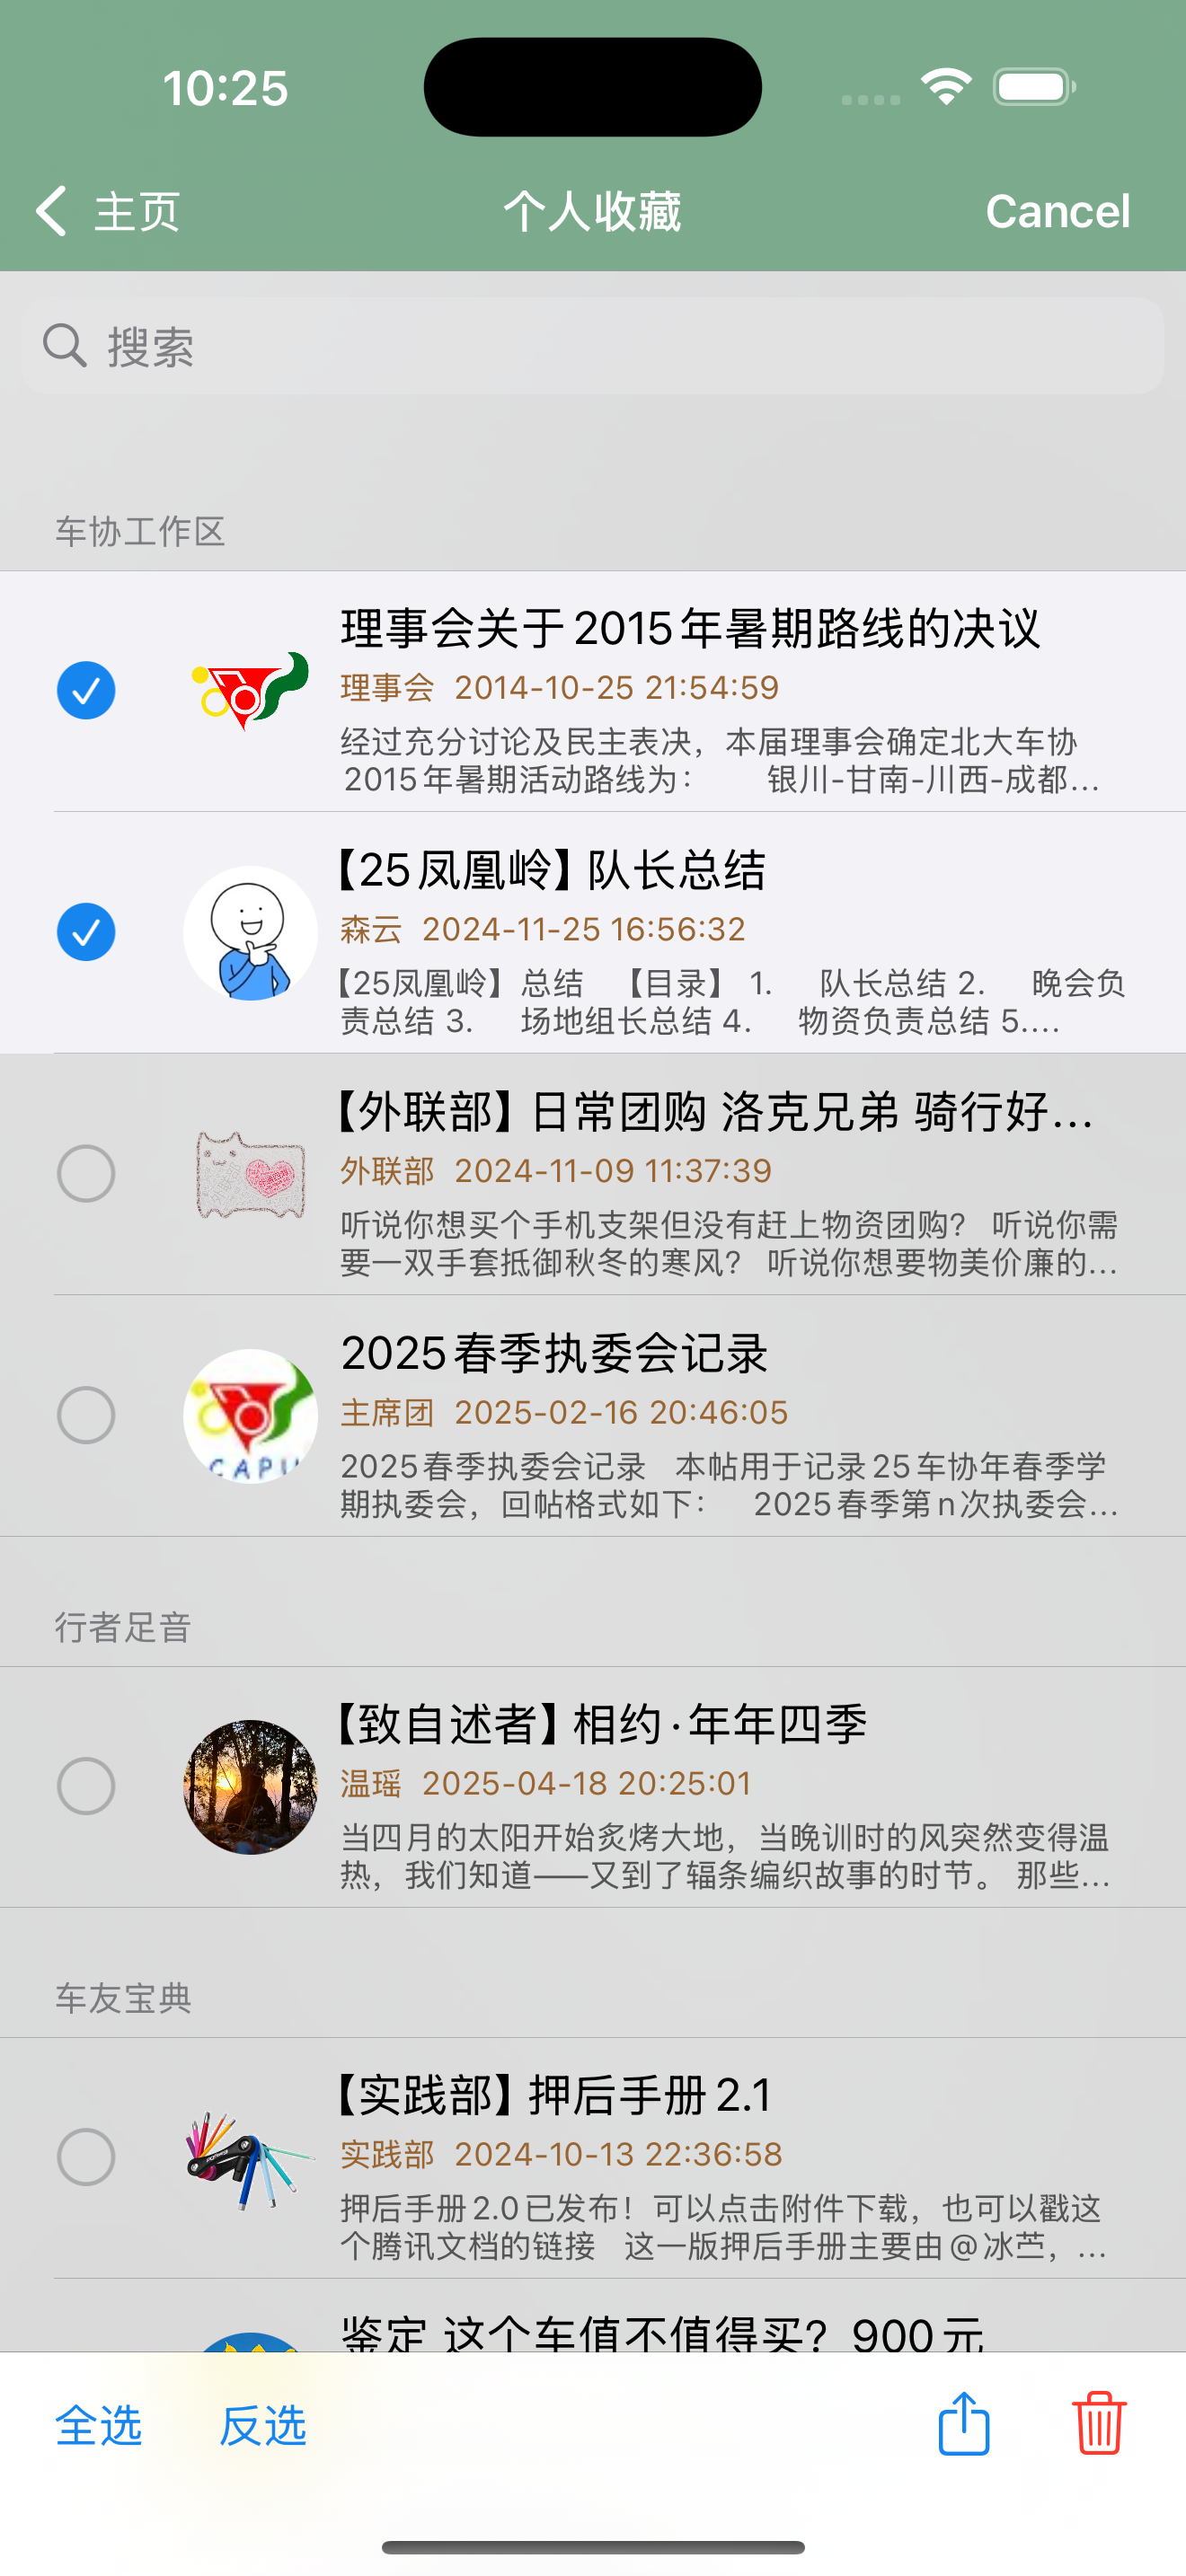 10:25
主页
个人收藏
Cancel
搜索
车协工作区
理事会关于2015年暑期路线的决议
理事会 2014-10-25 21:54:59
经过充分讨论及民主表决，本届理事会确定北大车协
2015年暑期活动路线为： 银川-甘南-川西-成都...
【25凤凰岭】队长总结
森云 2024-11-25 16:56:32
【25凤凰岭】总结 【目录】 1. 队长总结 2. 晚会负
责总结 3. 场地组长总结 4. 物资负责总结 5....
【外联部】日常团购 洛克兄弟 骑行好...
外联部 2024-11-09 11:37:39
听说你想买个手机支架但没有赶上物资团购? 听说你需
要一双手套抵御秋冬的寒风? 听说你想要物美价廉的...
2025春季执委会记录
主席团 2025-02-16 20:46:05
CAPU
2025春季执委会记录 本帖用于记录25车协年春季学
期执委会，回帖格式如下： 2025春季第n次执委会...
行者足音
【致自述者】相约·年年四季
温瑶 2025-04-18 20:25:01
当四月的太阳开始炙烤大地，当晚训时的风突然变得温
热，我们知道——又到了辐条编织故事的时节。 那些...
车友宝典
【实践部】押后手册2.1
实践部 2024-10-13 22:36:58
押后手册2.0已发布！可以点击附件下载，也可以戳这
个腾讯文档的链接 这一版押后手册主要由@冰苎，...
鉴定 这个车值不值得买？900元
全选
反选